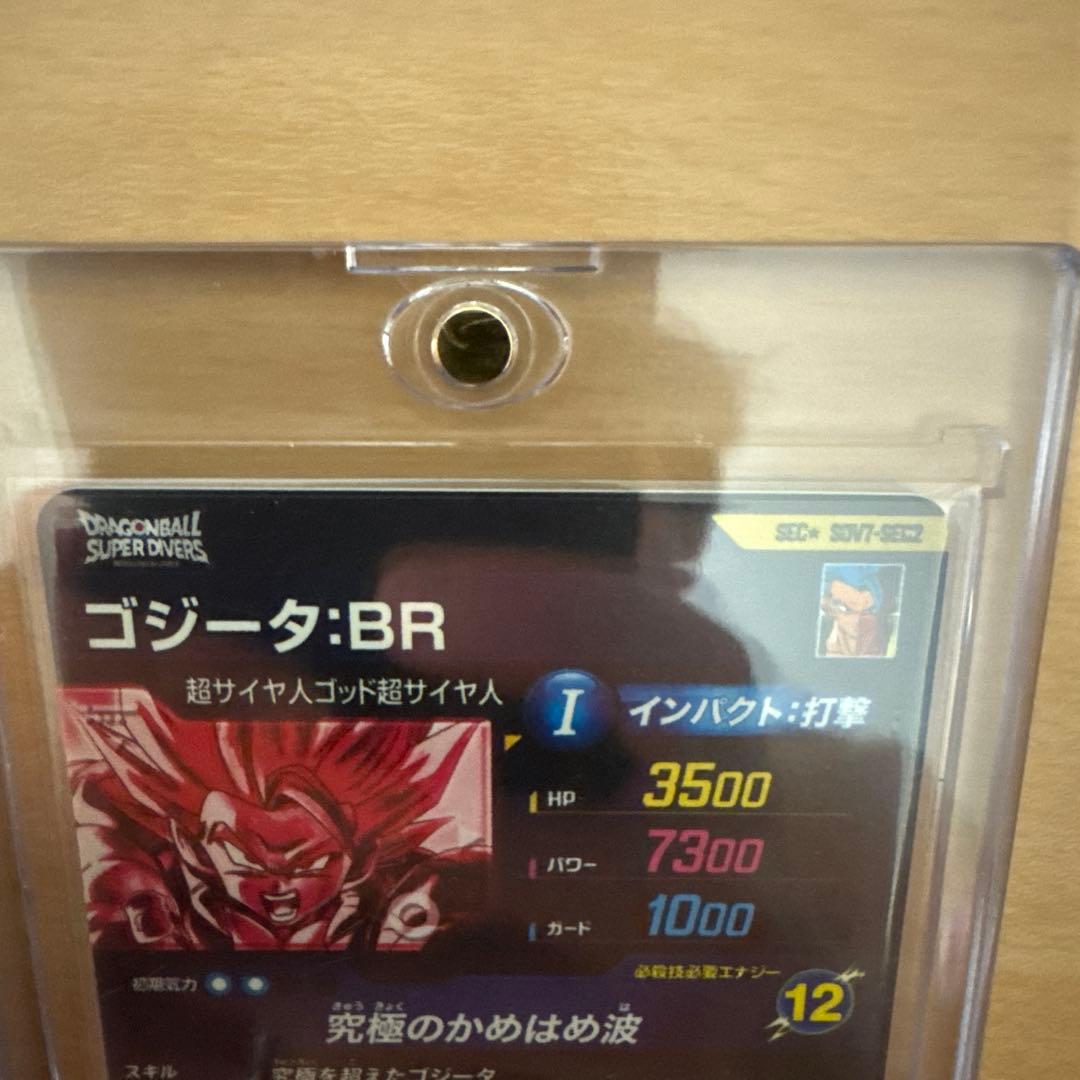 DRAGONBALL
SUPER DIVERS
SEC★ SDV7-SEC2
ゴジータ:BR
超サイヤ人ゴッド超サイヤ人
I インパクト:打撃
HP 3500
パワー 7300
ガード 1000
初期気力
必殺技必要エナジー
12
きゅうきょく は
究極のかめはめ波
スキル 究極を超えたゴジータ